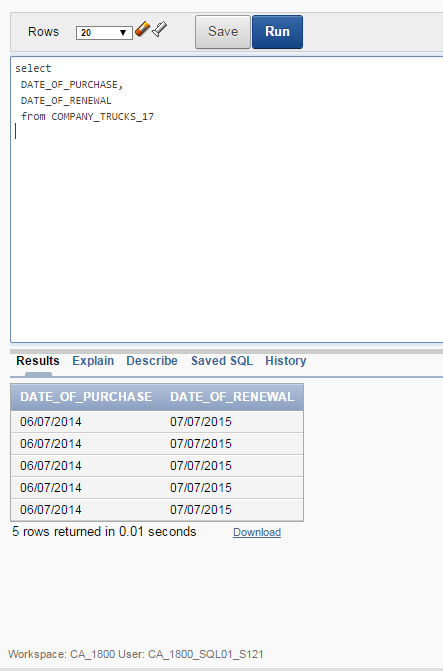 Rows 20 Save Run
select
DATE_OF_PURCHASE,
DATE_OF_RENEWAL
from COMPANY_TRUCKS_17
Results Explain Describe Saved SQL History
DATE_OF_PURCHASE DATE_OF_RENEWAL
06/07/2014 07/07/2015
06/07/2014 07/07/2015
06/07/2014 07/07/2015
06/07/2014 07/07/2015
06/07/2014 07/07/2015
5 rows returned in 0.01 seconds Download
Workspace: CA_1800 User: CA_1800_SQL01_S121